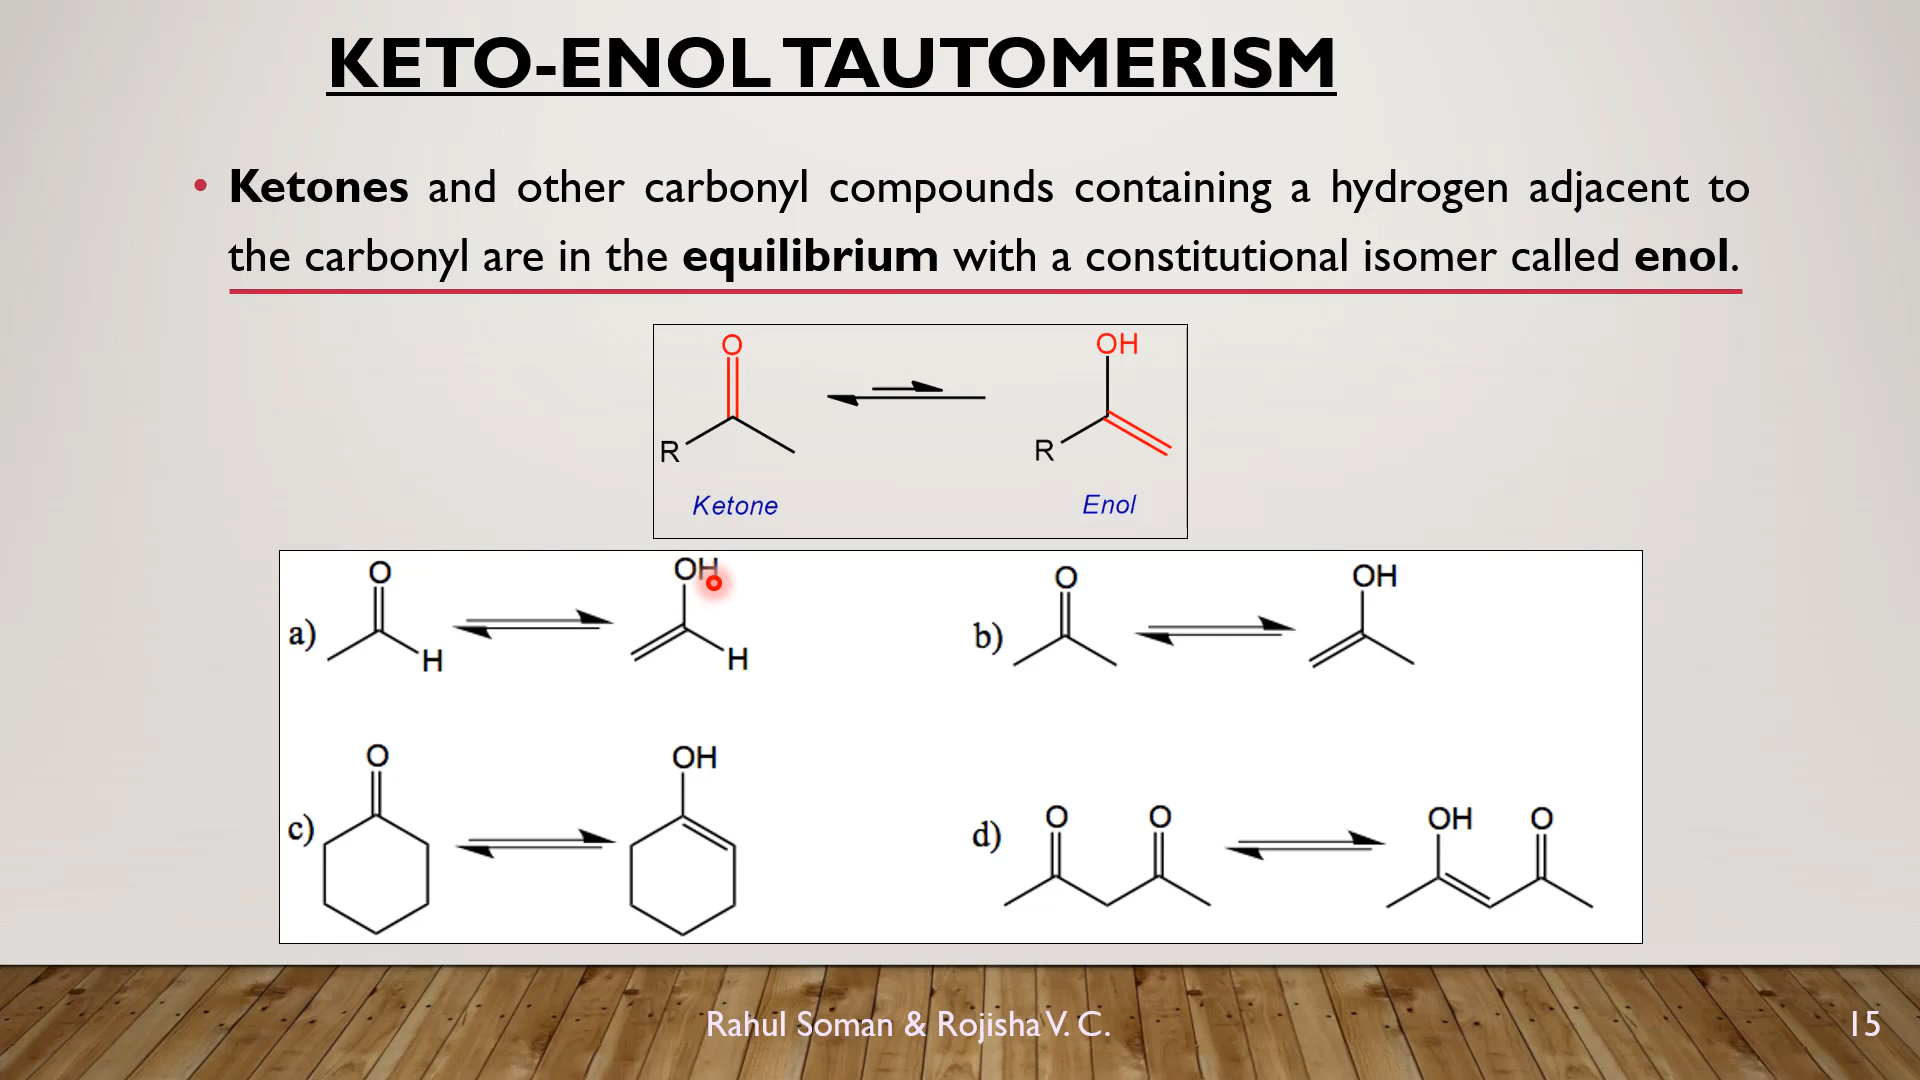 KETO-ENOL TAUTOMERISM
• Ketones and other carbonyl compounds containing a hydrogen adjacent to
the carbonyl are in the equilibrium with a constitutional isomer called enol.
O
OH
R
R
Ketone
Enol
O
OH
a)
H
H
O
OH
b)
O
OH
c)
O
O
OH
O
d)
Rahul Soman & Rojisha V. C.
15